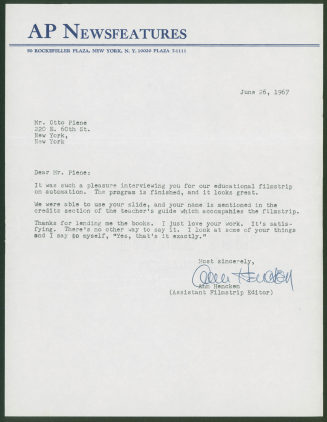 AP NEWSFEATURES
50 ROCKEFELLER PLAZA, NEW YORK, N. Y. 10020 PLAZA 7-1111
June 26, 1967
Mr. Otto Piene
220 E. 60th St.
New York,
New York
Dear Mr. Piene:
It was such a pleasure interviewing you for our educational filmstrip
on automation. The program is finished, and it looks great.
We were able to use your slide, and your name is mentioned in the
credits section of the teacher's guide which accompanies the filmstrip.
Thanks for lending me the books. I just love your work. It's satis-
fying. There's no other way to say it. I look at some of your things
and I say to myself, "Yes, that's it exactly."
Most sincerely,
Ann Hencken
Ann Hencken
(Assistant Filmstrip Editor)